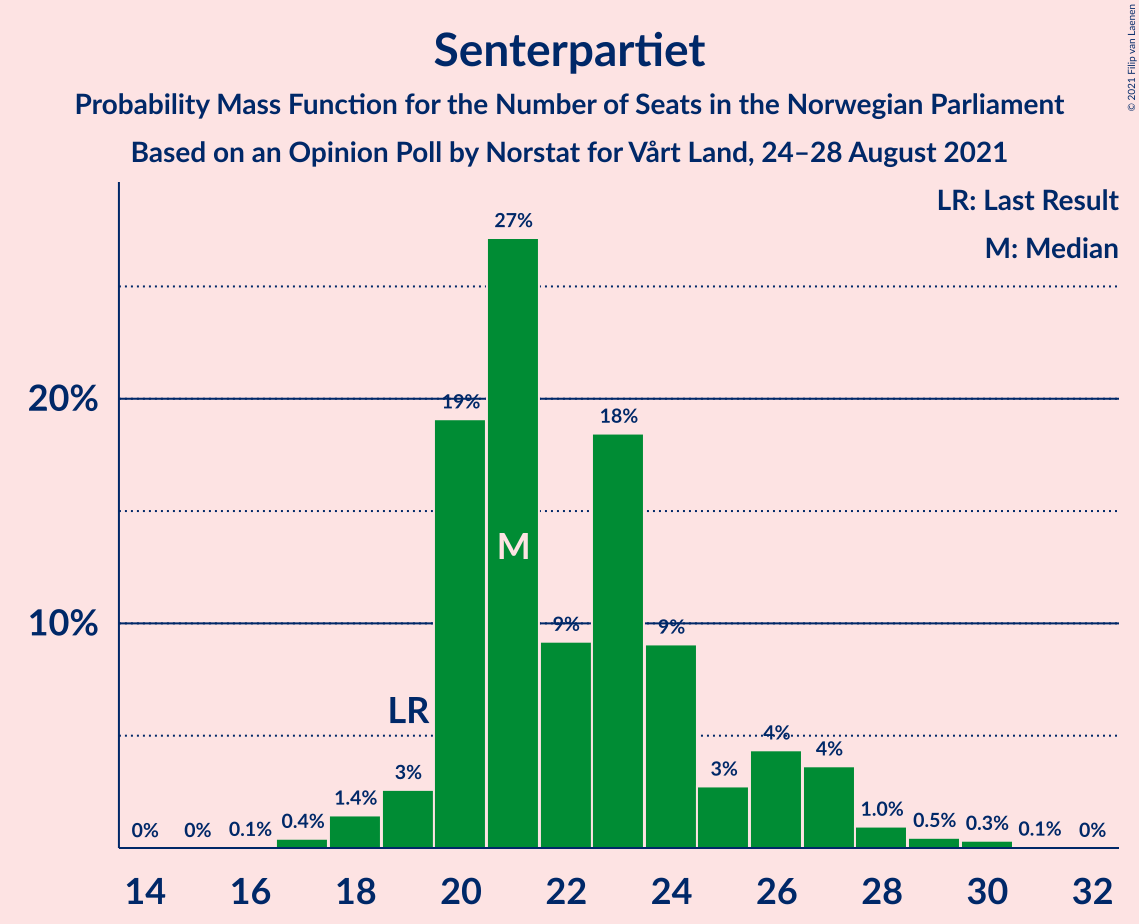 Senterpartiet
Probability Mass Function for the Number of Seats in the Norwegian Parliament
Based on an Opinion Poll by Norstat for Vårt Land, 24–28 August 2021
© 2021 Filip van Laenen
LR: Last Result
M: Median
20%
10%
0%
0%
0.1%
0.4%
1.4%
3%
LR
19%
27%
M
9%
18%
9%
3%
4%
4%
1.0%
0.5%
0.3%
0.1%
0%
14 16 18 20 22 24 26 28 30 32